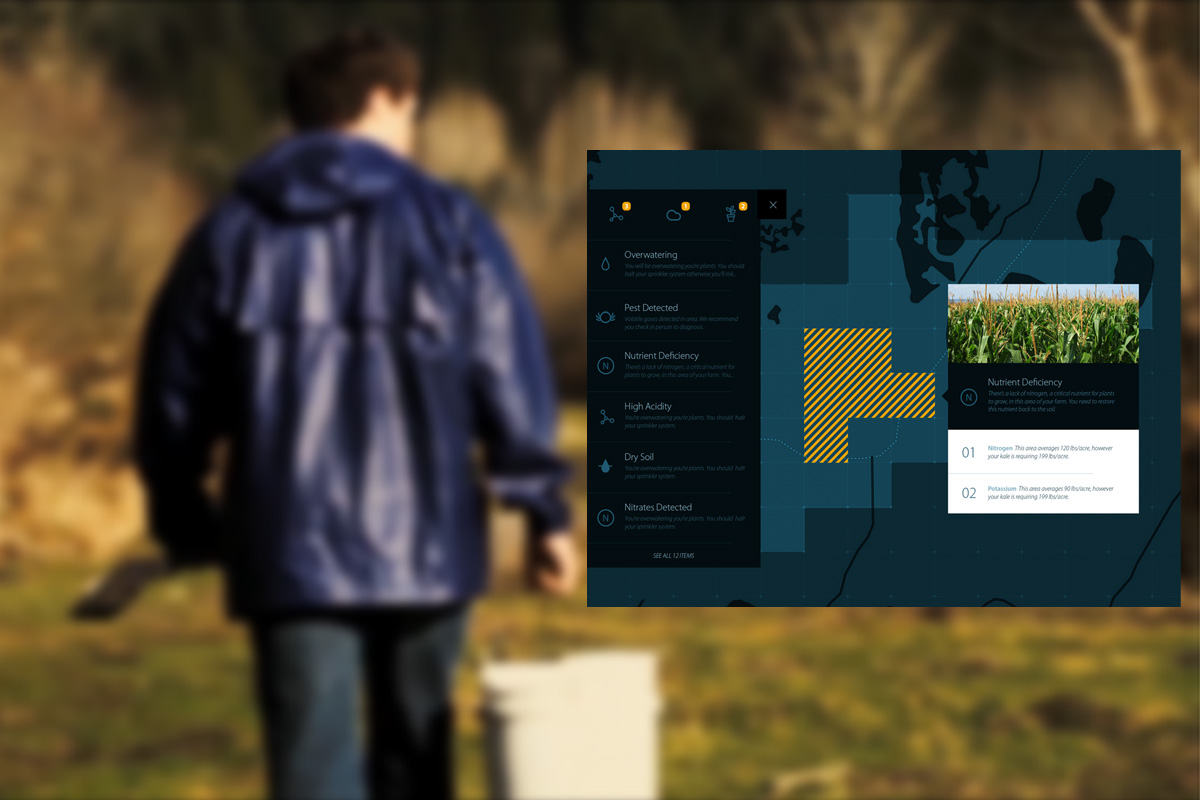 3
1
2
Overwatering
You will be overwatering you're plants. You should
halt your sprinkler system otherwise you'll risk...
Pest Detected
Volatile gases detected in area. We recommend
you check in person to diagnosis.
Nutrient Deficiency
There's a lack of nitrogen, a critical nutrient for
plants to grow, in this area of your farm. You...
N
High Acidity
You're overwatering you're plants. You should halt
your sprinkler system.
Dry Soil
You're overwatering you're plants. You should halt
your sprinkler system.
Nitrates Detected
N
You're overwatering you're plants. You should halt
your sprinkler system.
SEE ALL 12 ITEMS
Nutrient Deficiency
N
There's a lack of nitrogen, a critical nutrient for plants
to grow, in this area of your farm. You need to restore
this nutrient back to the soil.
01
Nitrogen This area averages 120 lbs/acre, however
your kale is requiring 199 lbs/acre.
02
Potassium This area averages 90 lbs/acre, however
your kale is requiring 199 lbs/acre.